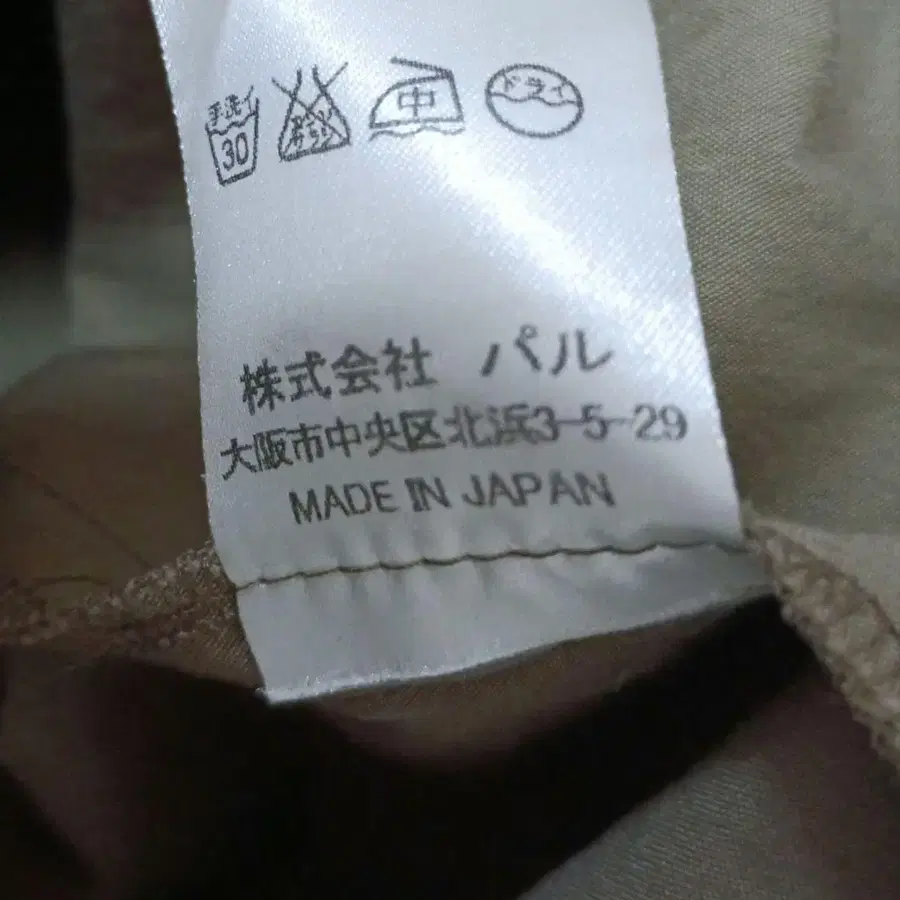 手洗イ 30 中 ドライ
株式会社 パル
大阪市中央区北浜3-5-29
MADE IN JAPAN